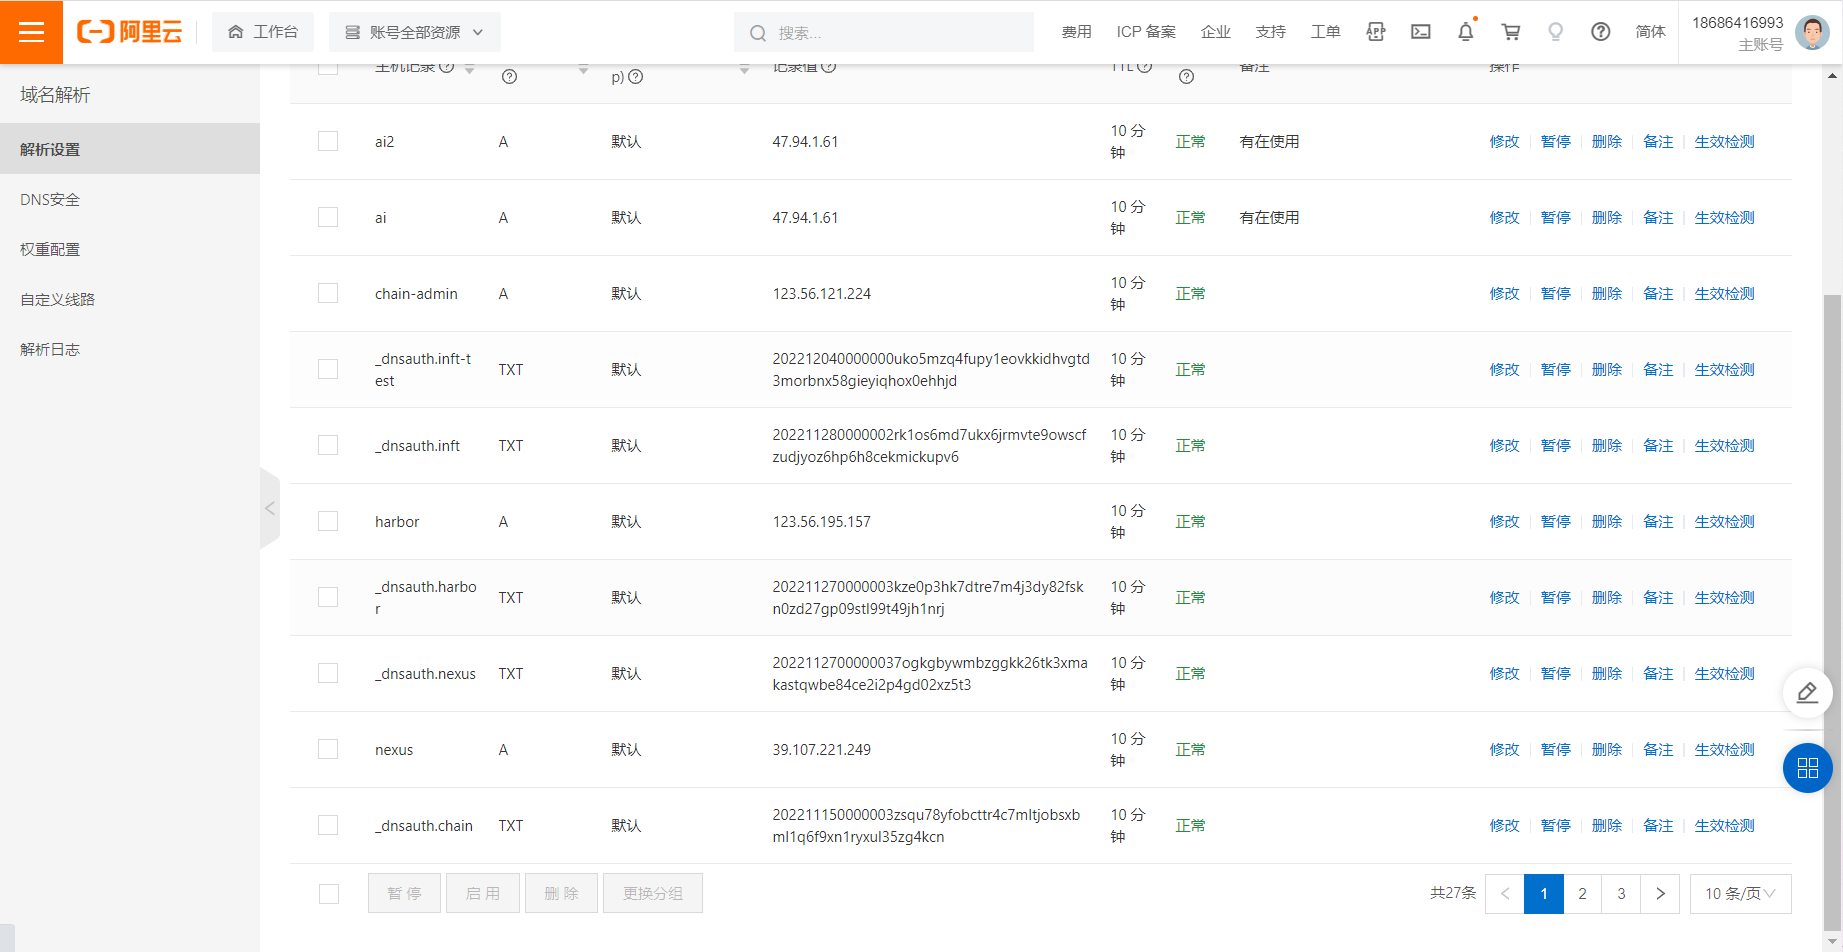 阿里云
工作台
账号全部资源
搜索...
费用
ICP 备案
企业
支持
工单
简体
18686416993
主账号
域名解析
解析设置
DNS安全
权重配置
自定义线路
解析日志
主机记录
p)
记录值
TTL
备注
操作
ai2 A 默认 47.94.1.61 10 分
钟 正常 有在使用 修改 暂停 删除 备注 生效检测
ai A 默认 47.94.1.61 10 分
钟 正常 有在使用 修改 暂停 删除 备注 生效检测
chain-admin A 默认 123.56.121.224 10 分
钟 正常 修改 暂停 删除 备注 生效检测
_dnsauth.inft-t
est TXT 默认 202212040000000uko5mzq4fupy1eovkkidhvgtd
3morbnx58gieyiqhox0ehhjd 10 分
钟 正常 修改 暂停 删除 备注 生效检测
_dnsauth.inft TXT 默认 202211280000002rk1os6md7ukx6jrmvte9owscf
zudjyoz6hp6h8cekmickupv6 10 分
钟 正常 修改 暂停 删除 备注 生效检测
harbor A 默认 123.56.195.157 10 分
钟 正常 修改 暂停 删除 备注 生效检测
_dnsauth.harbo
r TXT 默认 202211270000003kze0p3hk7dtre7m4j3dy82fsk
n0zd27gp09stl99t49jh1nrj 10 分
钟 正常 修改 暂停 删除 备注 生效检测
_dnsauth.nexus TXT 默认 2022112700000037ogkgbywmbzggkk26tk3xma
kastqwbe84ce2i2p4gd02xz5t3 10 分
钟 正常 修改 暂停 删除 备注 生效检测
nexus A 默认 39.107.221.249 10 分
钟 正常 修改 暂停 删除 备注 生效检测
_dnsauth.chain TXT 默认 202211150000003zsqu78yfobcttr4c7mltjobsxb
ml1q6f9xn1ryxul35zg4kcn 10 分
钟 正常 修改 暂停 删除 备注 生效检测
暂 停 启 用 删 除 更换分组
共27条 1 2 3 10 条/页